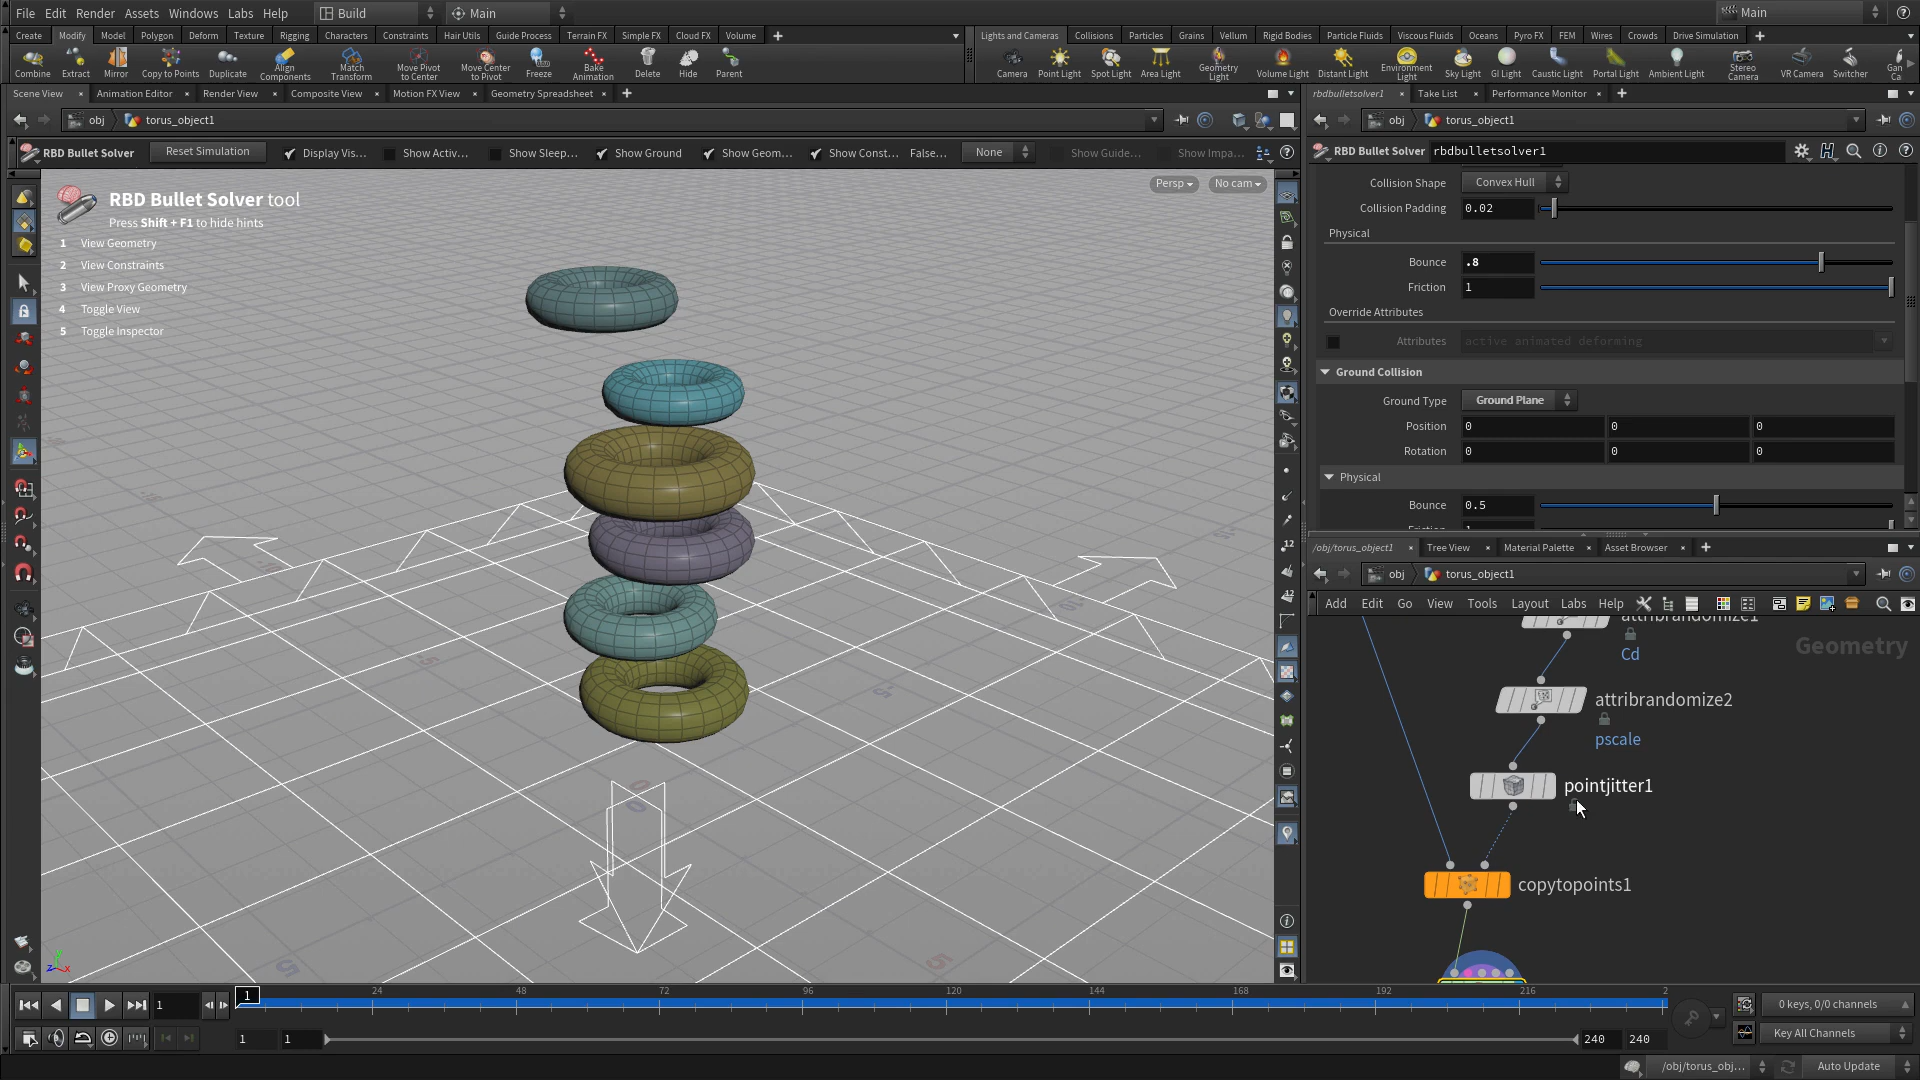 File Edit Render Assets Windows Labs Help Build Main Main
Create Modify Model Polygon Deform Texture Rigging Characters Constraints Hair Utils Guide Process Terrain FX Simple FX Cloud FX Volume
Lights and Cameras Collisions Particles Grains Vellum Rigid Bodies Particle Fluids Viscous Fluids Oceans Pyro FX FEM Wires Crowds Drive Simulation
Combine Extract Mirror Copy to Points Duplicate Align Components Match Transform Move Pivot to Center Move Center to Pivot Freeze Bake Animation Delete Hide Parent
Camera Point Light Spot Light Area Light Geometry Light Volume Light Distant Light Environment Light Sky Light GI Light Caustic Light Portal Light Ambient Light Stereo Camera VR Camera Switcher Gan Ca
Scene View Animation Editor Render View Composite View Motion FX View Geometry Spreadsheet
rbdbulletsolver1 Take List Performance Monitor
obj torus_object1
obj torus_object1
RBD Bullet Solver Reset Simulation Display Vis... Show Activ... Show Sleep... Show Ground Show Geom... Show Const... False... None Show Guide... Show Impa...
RBD Bullet Solver rbdbulletsolver1
RBD Bullet Solver tool
Press Shift + F1 to hide hints
1 View Geometry
2 View Constraints
3 View Proxy Geometry
4 Toggle View
5 Toggle Inspector
Persp No cam
Collision Shape Convex Hull
Collision Padding 0.02
Physical
Bounce .8
Friction 1
Override Attributes
Attributes active animated deforming
Ground Collision
Ground Type Ground Plane
Position 0 0 0
Rotation 0 0 0
Physical
Bounce 0.5
/obj/torus_object1 Tree View Material Palette Asset Browser
obj torus_object1
Add Edit Go View Tools Layout Labs Help
attribrandomize1
Cd
Geometry
attribrandomize2
pscale
pointjitter1
copytopoints1
1 1 24 48 72 96 120 144 168 192 216 2
0 keys, 0/0 channels
1 1 240 240
Key All Channels
/obj/torus_obj... Auto Update